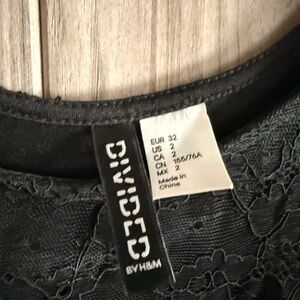 DIVIDED
BY H&M
EUR 32
US 2
CA 2
CN 155/76A
MX 2
Made in
China